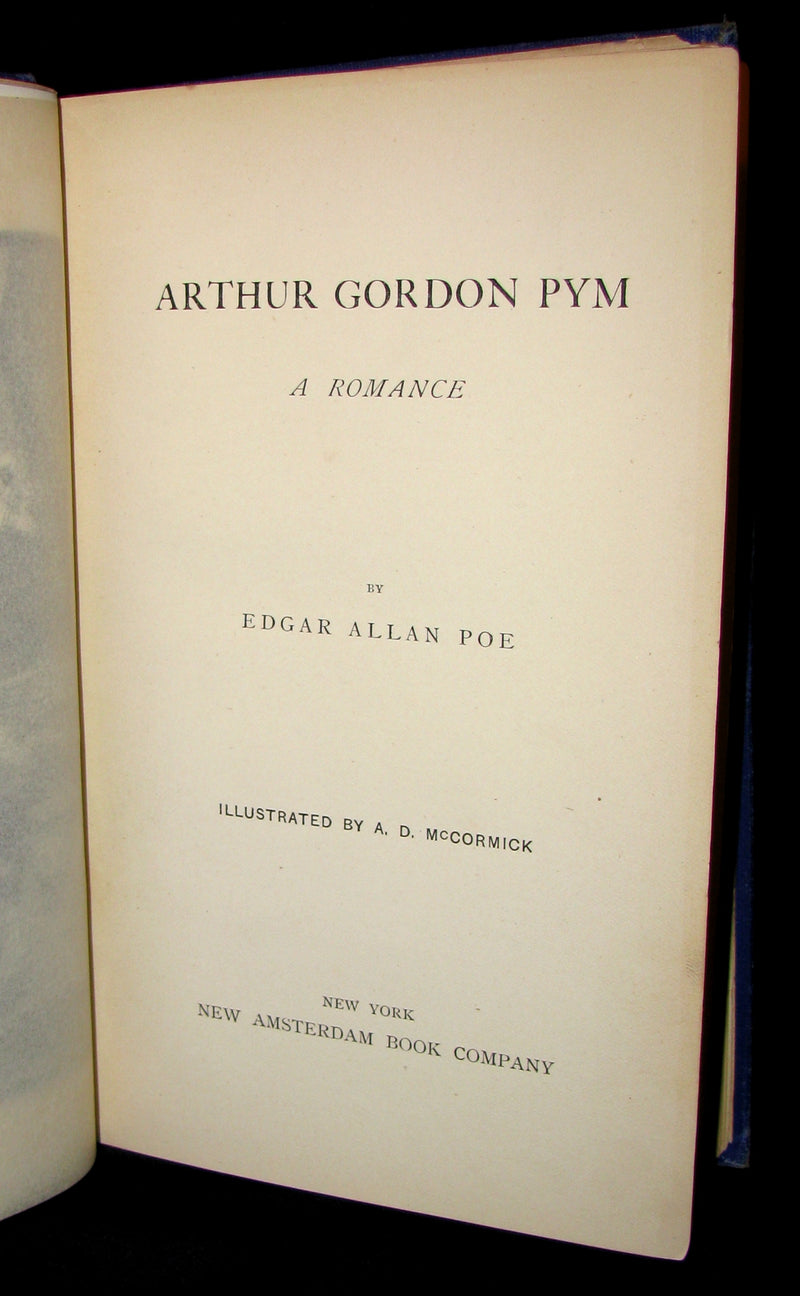 ARTHUR GORDON PYM
A ROMANCE
BY
EDGAR ALLAN POE
ILLUSTRATED BY A. D. McCORMICK
NEW YORK
NEW AMSTERDAM BOOK COMPANY